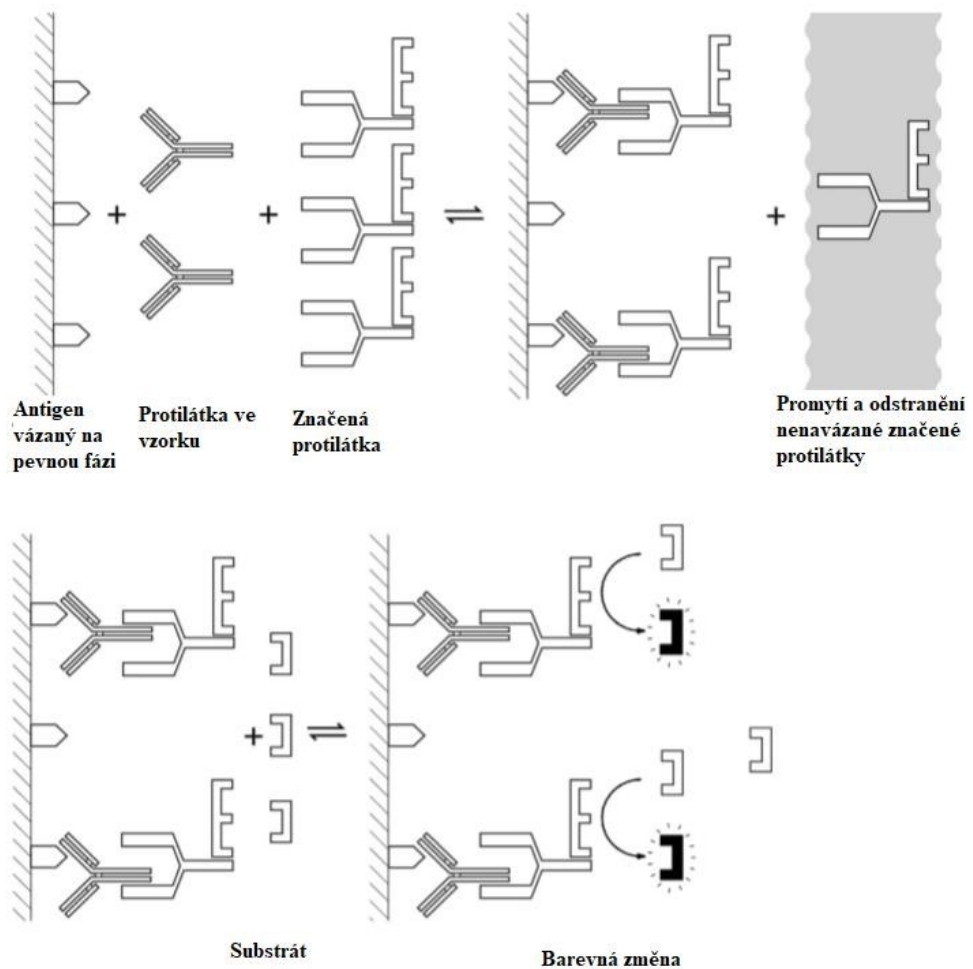 +
+
⇌
+
Antigen
vázaný na
pevnou fázi
Protilátka ve
vzorku
Značená
protilátka
Promytí a odstranění
nenavázané značené
protilátky
+
⇌
Substrát
Barevná změna